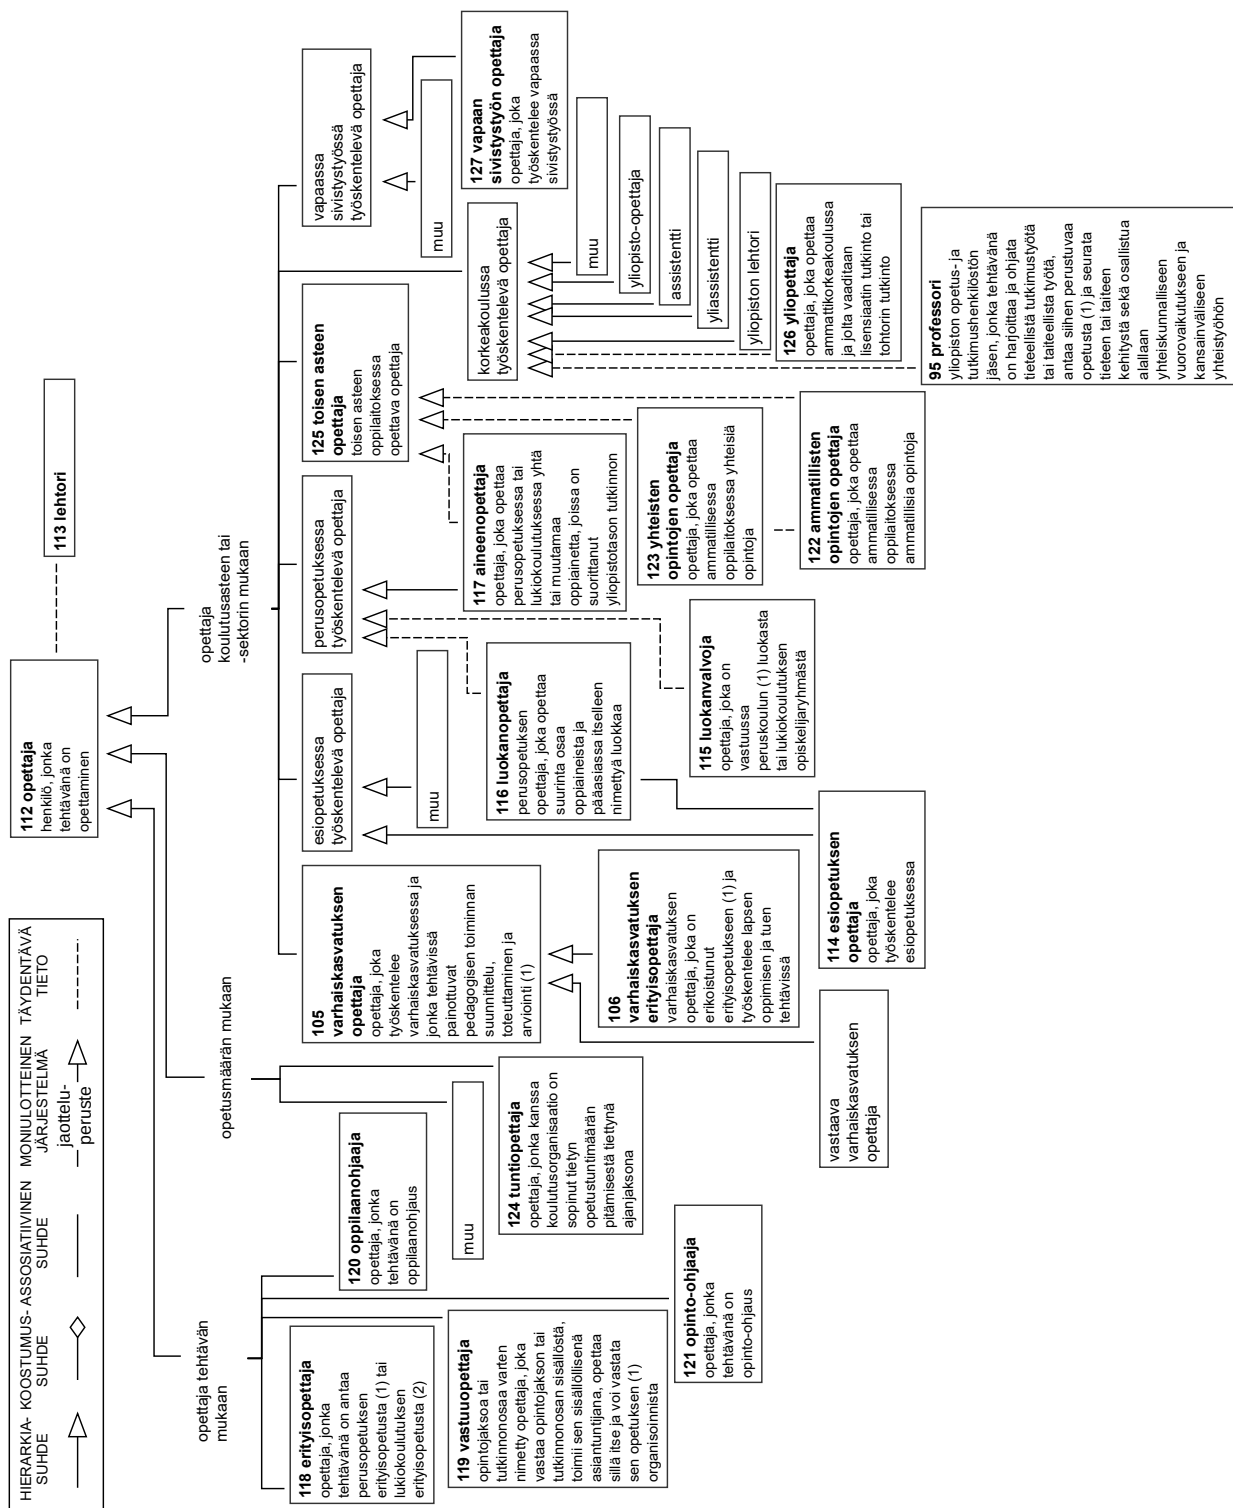 HIERARKIA- KOOSTUMUS- ASSOSIATIIVINEN MONIULOTTEINEN TÄYDENTÄVÄ
SUHDE SUHDE SUHDE JÄRJESTELMÄ TIETO
jaottelu-
peruste
112 opettaja
henkilö, jonka
tehtävänä on
opettaminen
113 lehtori
opettaja tehtävän
mukaan
opetusmäärän mukaan
opettaja
koulutusasteen tai
-sektorin mukaan
118 erityisopettaja
opettaja, jonka
tehtävänä on antaa
perusopetuksen
erityisopetusta (1) tai
lukiokoulutuksen
erityisopetusta (2)
120 oppilaanohjaaja
opettaja, jonka
tehtävänä on
oppilaanohjaus
119 vastuuopettaja
opintojaksoa tai
tutkinnonosaa varten
nimetty opettaja, joka
vastaa opintojakson tai
tutkinnonosan sisällöstä,
toimii sen sisällöllisenä
asiantuntijana, opettaa
sillä itse ja voi vastata
sen opetuksen (1)
organisoinnista
121 opinto-ohjaaja
opettaja, jonka
tehtävänä on
opinto-ohjaus
muu
124 tuntiopettaja
opettaja, jonka kanssa
koulutusorganisaatio on
sopinut tietyn
opetustuntimäärän
pitämisestä tiettynä
ajanjaksona
105
varhaiskasvatuksen
opettaja
opettaja, joka
työskentelee
varhaiskasvatuksessa ja
jonka tehtävissä
painottuvat
pedagogisen toiminnan
suunnittelu,
toteuttaminen ja
arviointi (1)
106
varhaiskasvatuksen
erityisopettaja
varhaiskasvatuksen
opettaja, joka on
erikoistunut
erityisopetukseen (1) ja
työskentelee lapsen
oppimisen ja tuen
tehtävissä
vastaava
varhaiskasvatuksen
opettaja
esiopetuksessa
työskentelevä opettaja
muu
114 esiopetuksen
opettaja
opettaja, joka
työskentelee
esiopetuksessa
perusopetuksessa
työskentelevä opettaja
117 aineenopettaja
opettaja, joka opettaa
perusopetuksessa tai
lukiokoulutuksessa yhtä
tai muutamaa
oppiainetta, joissa on
suorittanut
yliopistotason tutkinnon
116 luokanopettaja
perusopetuksen
opettaja, joka opettaa
suurinta osaa
oppiaineista ja
pääasiassa itselleen
nimettyä luokkaa
115 luokanvalvoja
opettaja, joka on
vastuussa
peruskoulun (1) luokasta
tai lukiokoulutuksen
opiskelijaryhmästä
125 toisen asteen
opettaja
toisen asteen
oppilaitoksessa
opettava opettaja
123 yhteisten
opintojen opettaja
opettaja, joka opettaa
ammatillisessa
oppilaitoksessa yhteisiä
opintoja
122 ammatillisten
opintojen opettaja
opettaja, joka opettaa
ammatillisessa
oppilaitoksessa
ammatillisia opintoja
korkeakoulussa
työskentelevä opettaja
muu
yliopisto-opettaja
assistentti
yliassistentti
yliopiston lehtori
126 yliopettaja
opettaja, joka opettaa
ammattikorkeakoulussa
ja jolta vaaditaan
lisensiaatin tutkinto tai
tohtorin tutkinto
95 professori
yliopiston opetus- ja
tutkimushenkilöstön
jäsen, jonka tehtävänä
on harjoittaa ja ohjata
tieteellistä tutkimustyötä
tai taiteellista työtä,
antaa siihen perustuvaa
opetusta (1) ja seurata
tieteen tai taiteen
kehitystä sekä osallistua
alallaan
yhteiskunnalliseen
vuorovaikutukseen ja
kansainväliseen
yhteistyöhön
vapaassa
sivistystyössä
työskentelevä opettaja
muu
127 vapaan
sivistystyön opettaja
opettaja, joka
työskentelee vapaassa
sivistystyössä